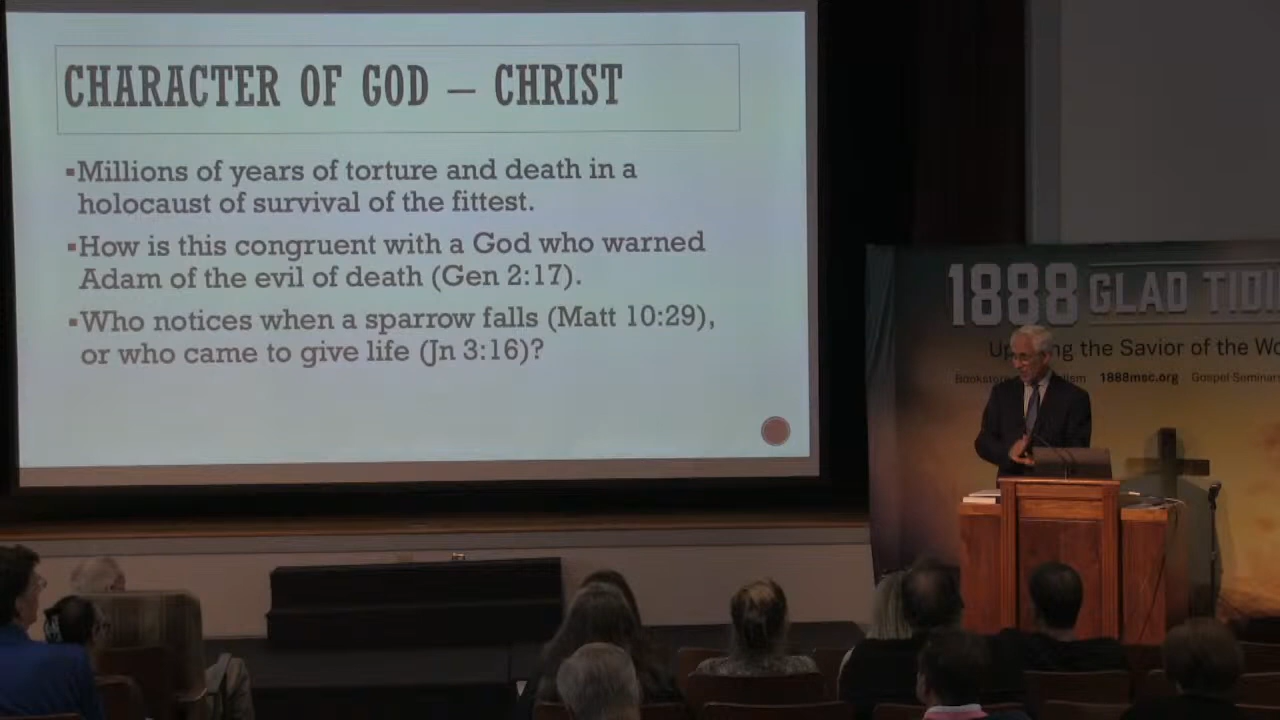 CHARACTER OF GOD – CHRIST
▪Millions of years of torture and death in a
holocaust of survival of the fittest.
▪How is this congruent with a God who warned
Adam of the evil of death (Gen 2:17).
▪Who notices when a sparrow falls (Matt 10:29),
or who came to give life (Jn 3:16)?
1888 GLAD
the Savior of the
1888msc.org Gospel